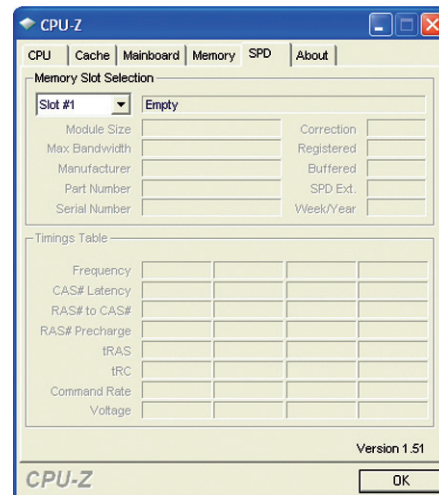 CPU-Z
CPU Cache Mainboard Memory SPD About
Memory Slot Selection
Slot #1 Empty
Module Size Correction
Max Bandwidth Registered
Manufacturer Buffered
Part Number SPD Ext.
Serial Number Week/Year
Timings Table
Frequency
CAS# Latency
RAS# to CAS#
RAS# Precharge
tRAS
tRC
Command Rate
Voltage
Version 1.51
CPU-Z OK